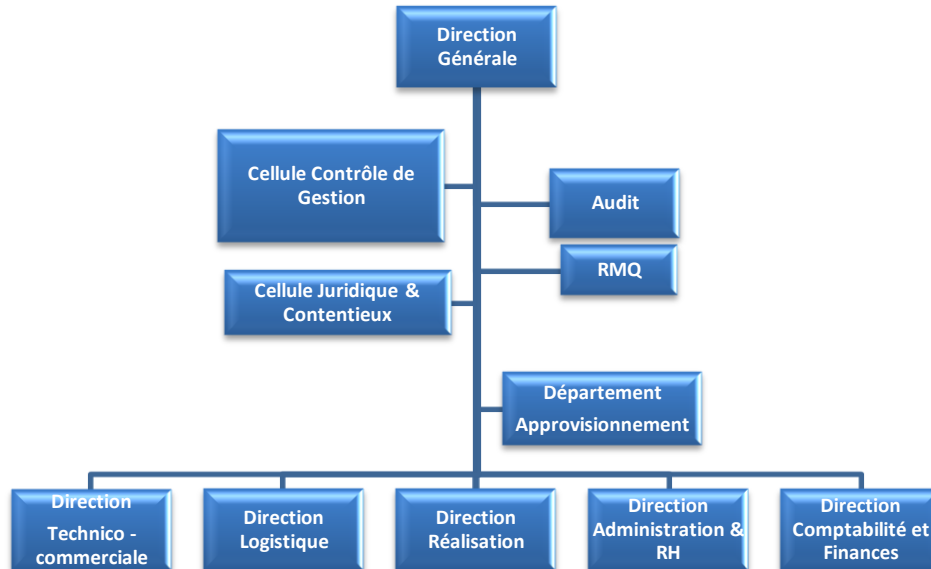 Direction
Générale
Cellule Contrôle de
Gestion
Audit
RMQ
Cellule Juridique &
Contentieux
Département
Approvisionnement
Direction
Technico -
commerciale
Direction
Logistique
Direction
Réalisation
Direction
Administration &
RH
Direction
Comptabilité et
Finances